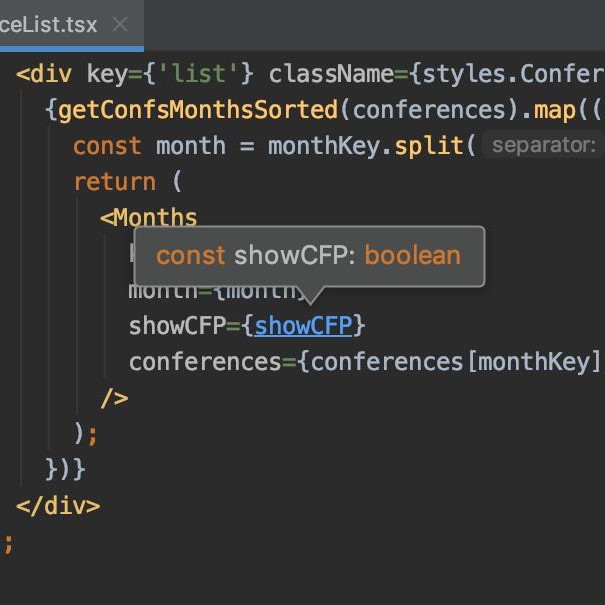 ceList.tsx
<div key={'list'} className={styles.Confer
{getConfsMonthsSorted(conferences).map((
const month = monthKey.split( separator:
return (
<Months
const showCFP: boolean
month={month}
showCFP={showCFP}
conferences={conferences[monthKey]
/>
);
})}
</div>
;